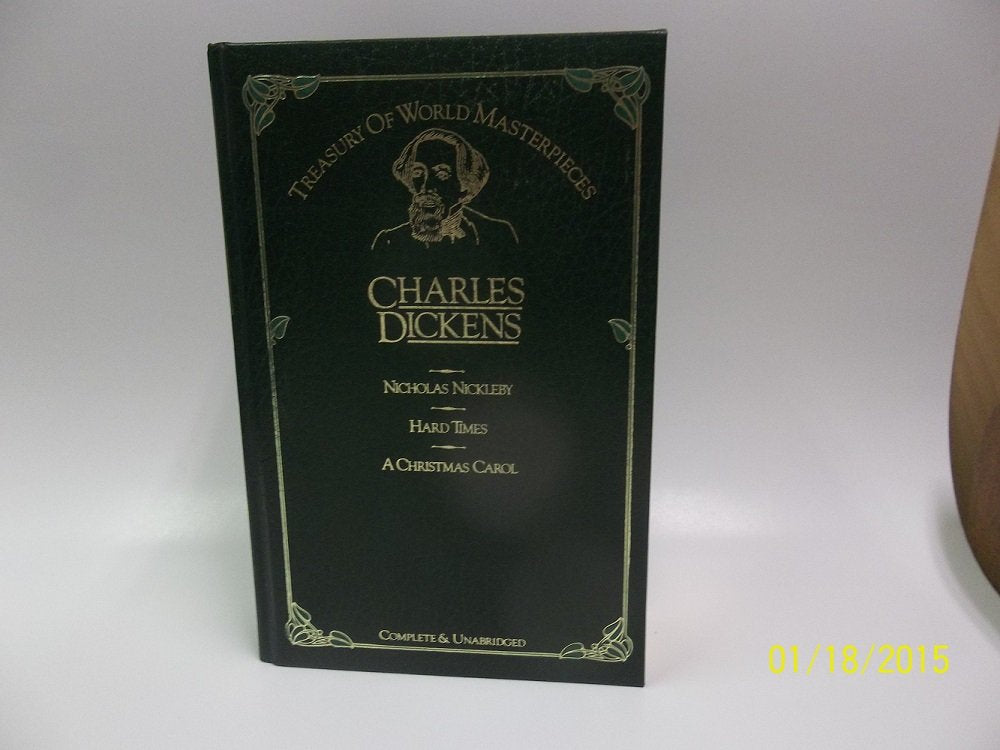 Treasury Of World Masterpieces
Charles
Dickens
Nicholas Nickleby
Hard Times
A Christmas Carol
Complete & Unabridged
01/18/2015